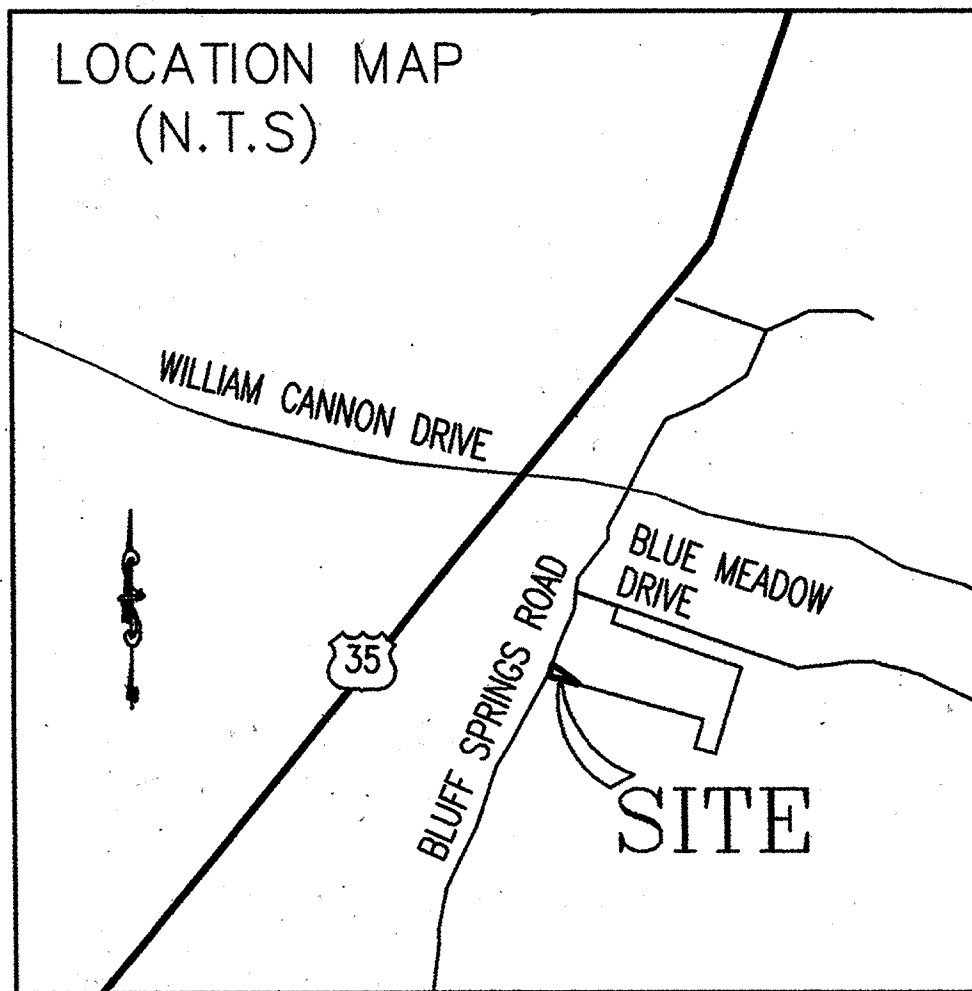 LOCATION MAP
(N.T.S)
WILLIAM CANNON DRIVE
BLUE MEADOW
DRIVE
BLUFF SPRINGS ROAD
35
SITE